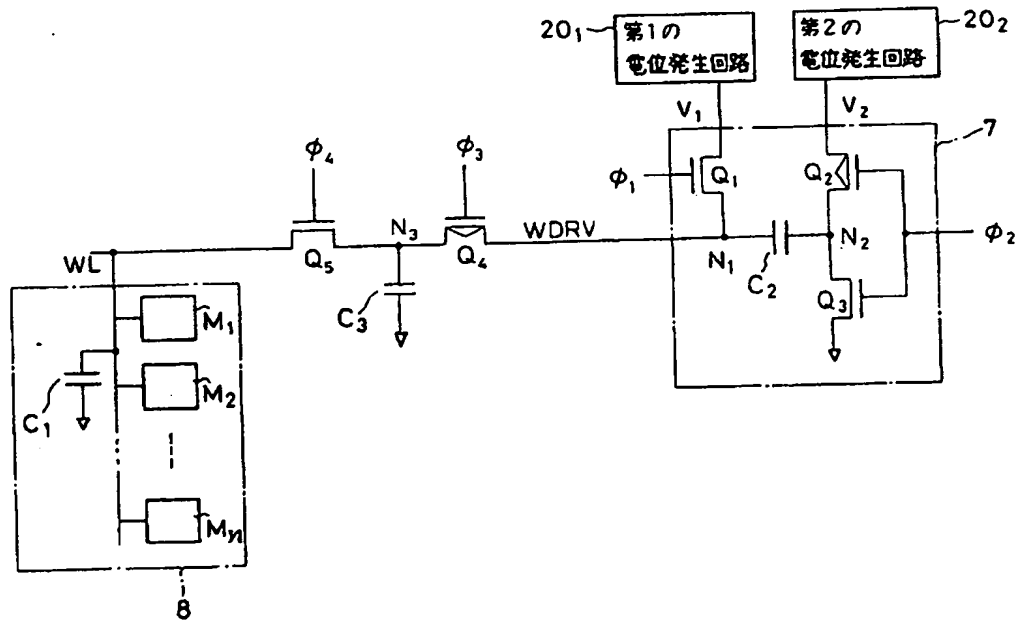 20₁
第1の
電位発生回路
第2の
電位発生回路
20₂
V₁
V₂
7
φ₄
φ₃
φ₁
Q₁
Q₂
φ₂
WL
Q₅
N₃
Q₄
WDRV
N₁
C₂
N₂
Q₃
C₃
M₁
C₁
M₂
Mn
8